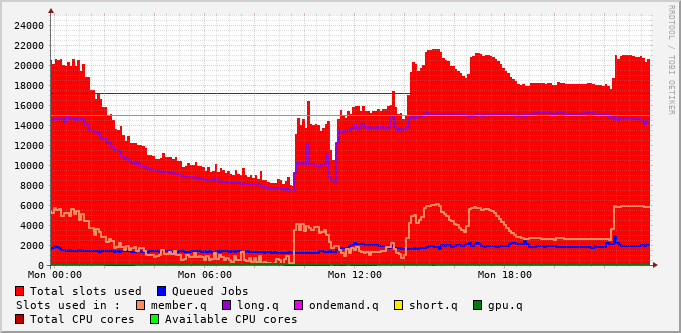 24000
22000
20000
18000
16000
14000
12000
10000
8000
6000
4000
2000
0
Mon 00:00 Mon 06:00 Mon 12:00 Mon 18:00
RRDTOOL / TOBI OETIKER
Total slots used Queued Jobs
Slots used in : member.q long.q ondemand.q short.q gpu.q
Total CPU cores Available CPU cores